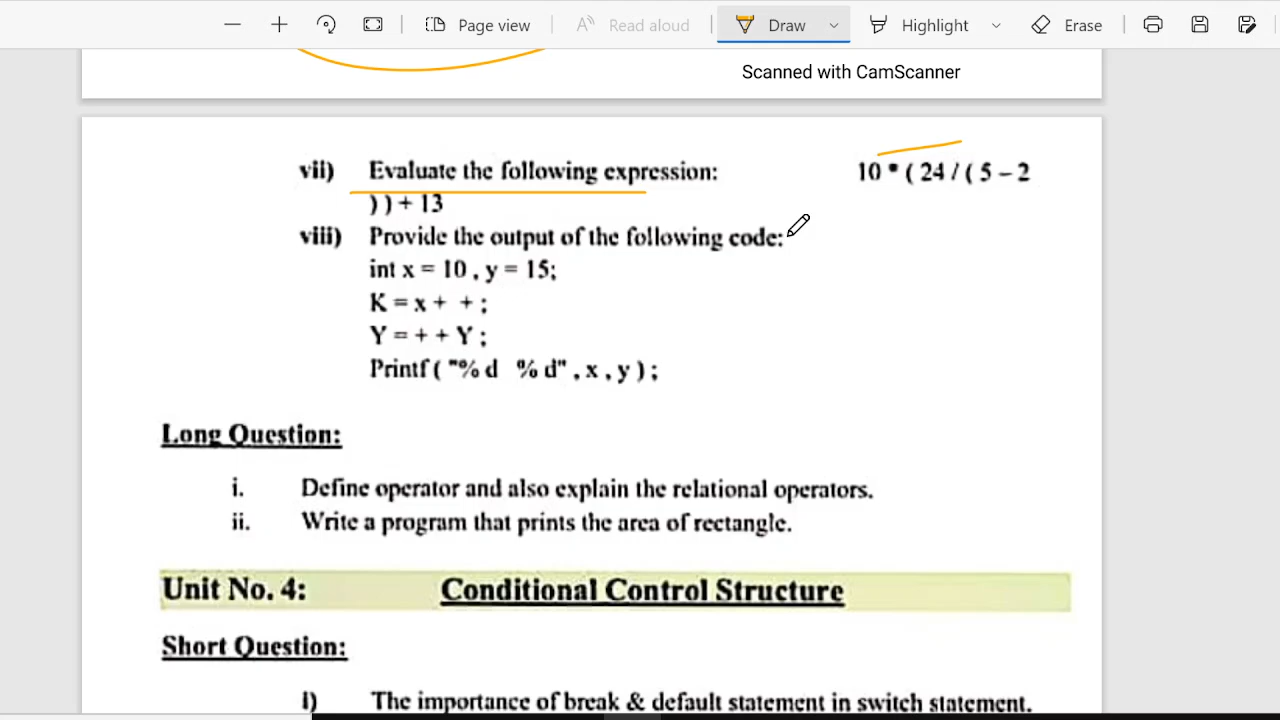 Page view
Read aloud
Draw
Highlight
Erase
Scanned with CamScanner
vii) Evaluate the following expression: 10 * ( 24 / ( 5 – 2
) ) + 13
viii) Provide the output of the following code:
int x = 10 , y = 15;
K = x + + ;
Y = + + Y ;
Printf ( "% d % d" , x , y ) ;
Long Question:
i. Define operator and also explain the relational operators.
ii. Write a program that prints the area of rectangle.
Unit No. 4: Conditional Control Structure
Short Question:
i) The importance of break & default statement in switch statement.